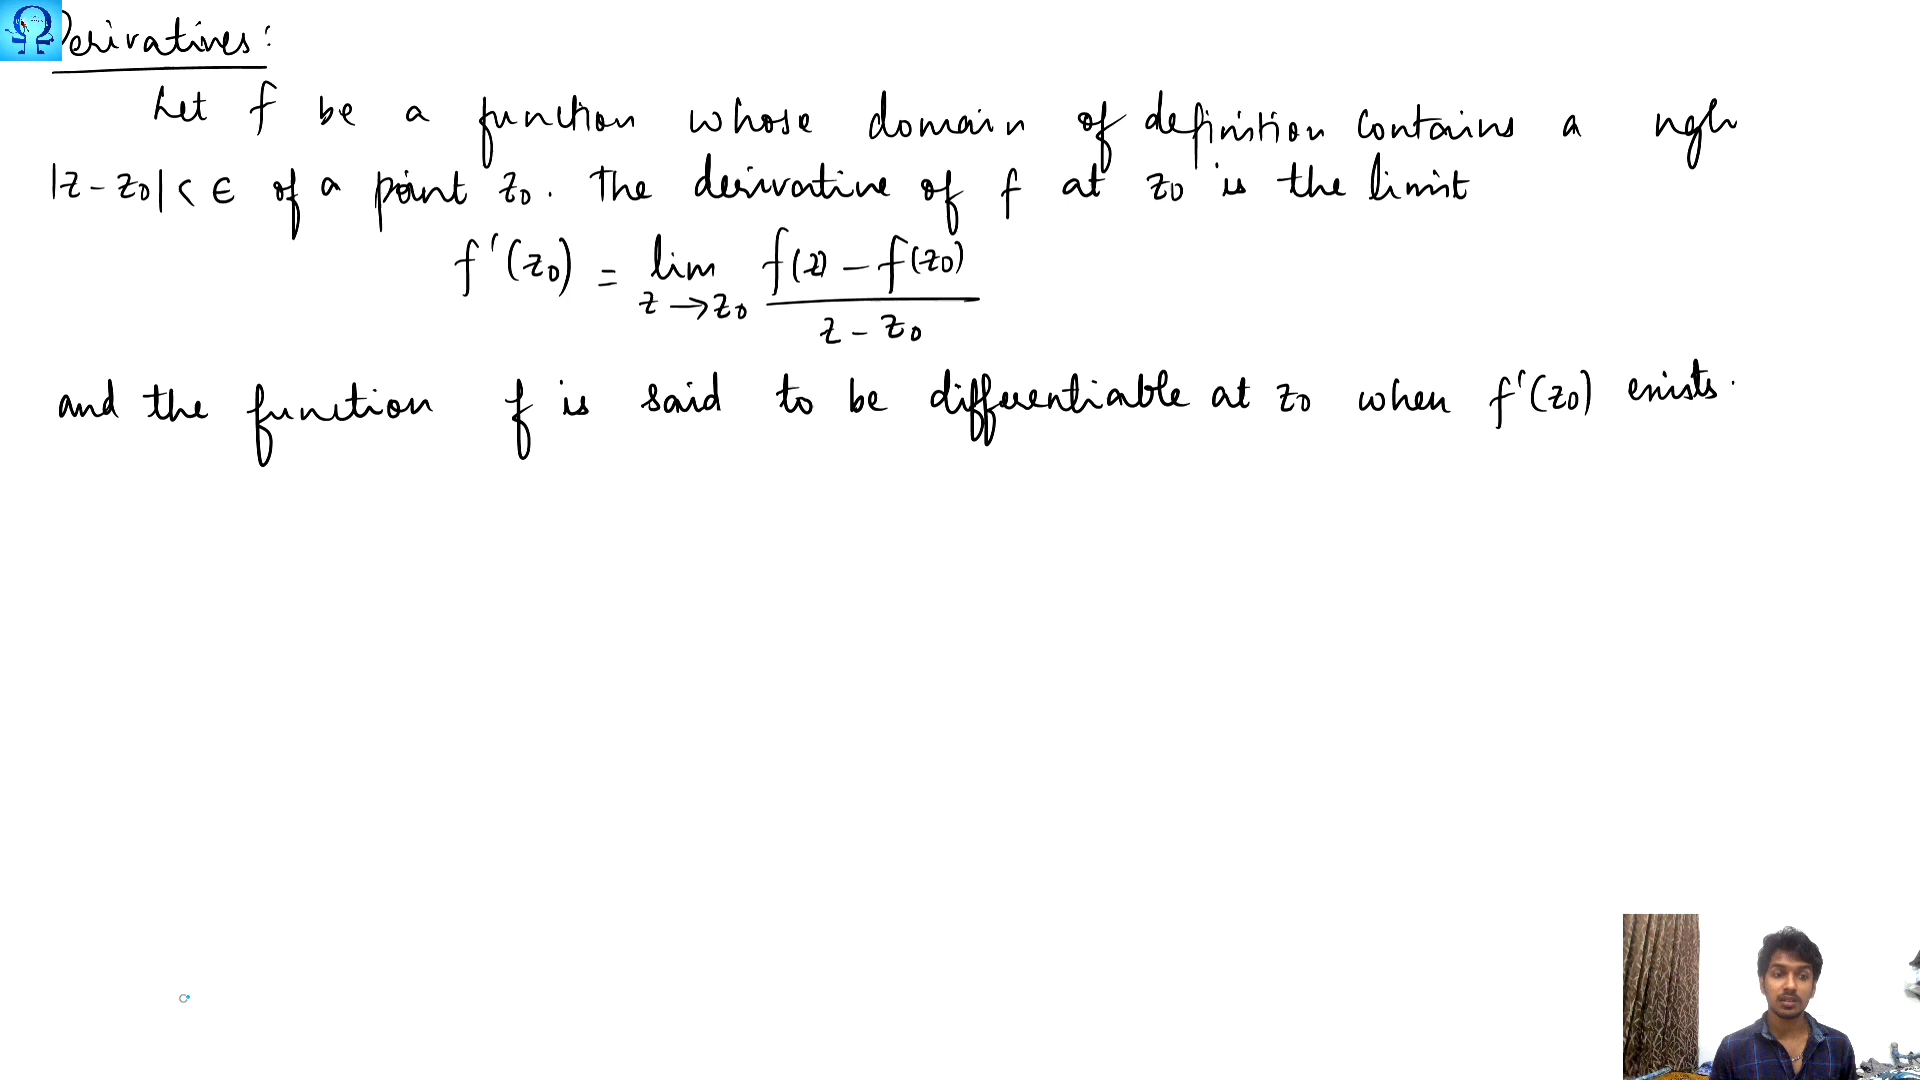 Derivatives:
Let f be a function whose domain of definition contains a ngh
|z - z₀| < ∈ of a point z₀. The derivative of f at z₀ is the limit
f'(z₀) = lim z → z₀ f(z) - f(z₀) / z - z₀
and the function f is said to be differentiable at z₀ when f'(z₀) exists.